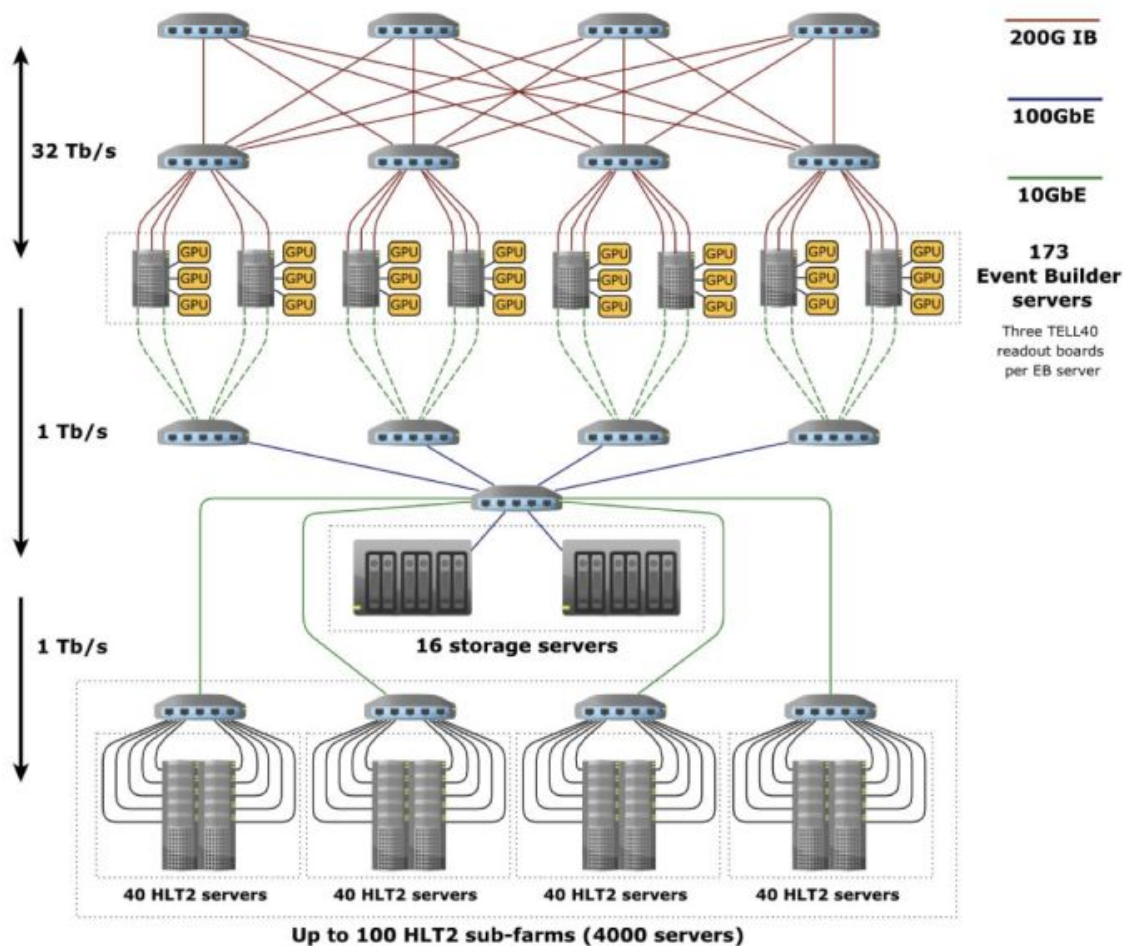 200G IB
100GbE
10GbE
32 Tb/s
GPU GPU GPU GPU GPU GPU GPU GPU
GPU GPU GPU GPU GPU GPU GPU GPU
GPU GPU GPU GPU GPU GPU GPU GPU
173
Event Builder
servers
Three TELL40
readout boards
per EB server
1 Tb/s
16 storage servers
1 Tb/s
40 HLT2 servers
40 HLT2 servers
40 HLT2 servers
40 HLT2 servers
Up to 100 HLT2 sub-farms (4000 servers)